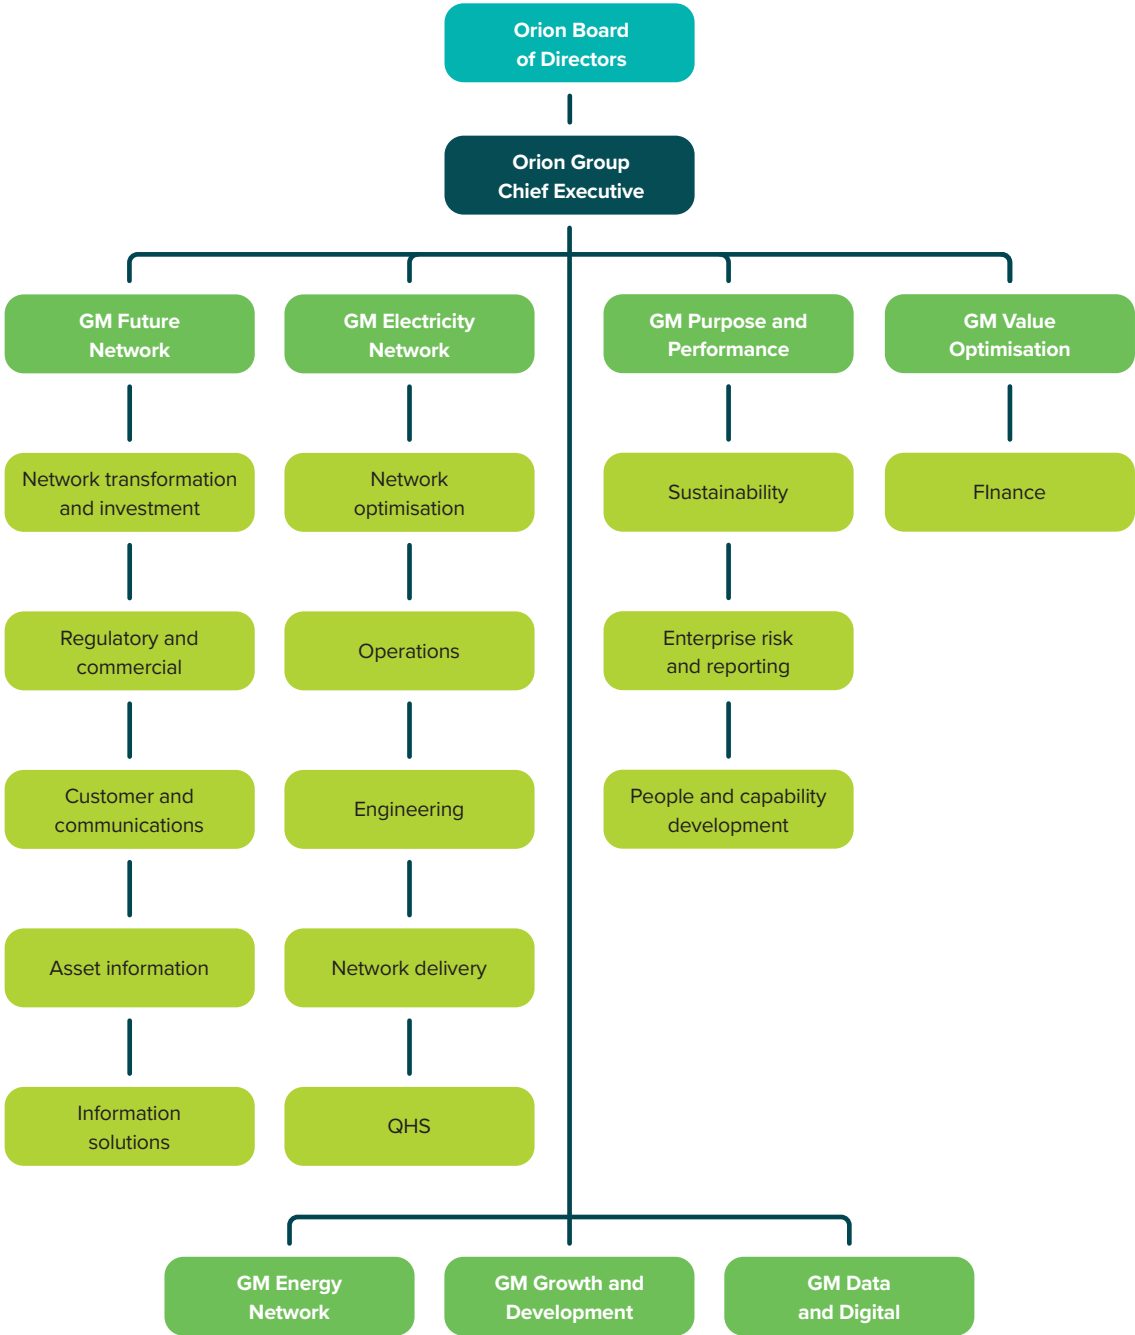 Orion Board
of Directors
Orion Group
Chief Executive
GM Future
Network
GM Electricity
Network
GM Purpose and
Performance
GM Value
Optimisation
Network transformation
and investment
Network
optimisation
Sustainability
FInance
Regulatory and
commercial
Operations
Enterprise risk
and reporting
Customer and
communications
Engineering
People and capability
development
Asset information
Network delivery
Information
solutions
QHS
GM Energy
Network
GM Growth and
Development
GM Data
and Digital